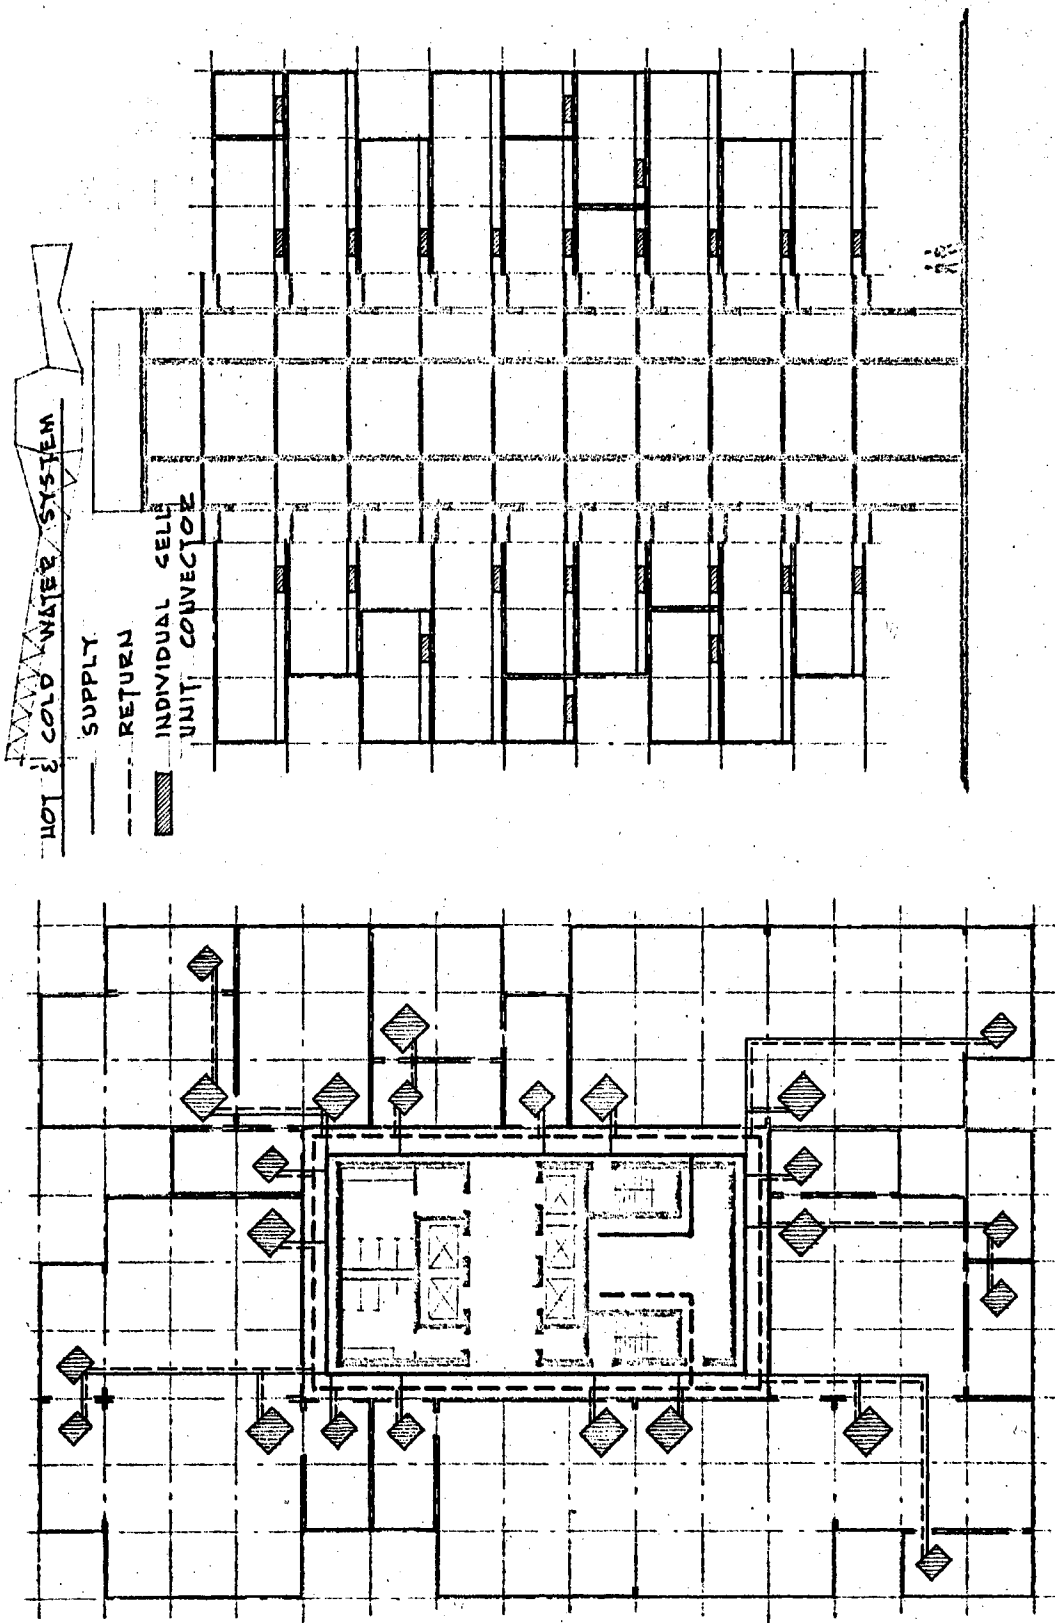 HOT & COLD WATER SYSTEM
SUPPLY
RETURN
INDIVIDUAL CELL
UNIT CONVECTOR